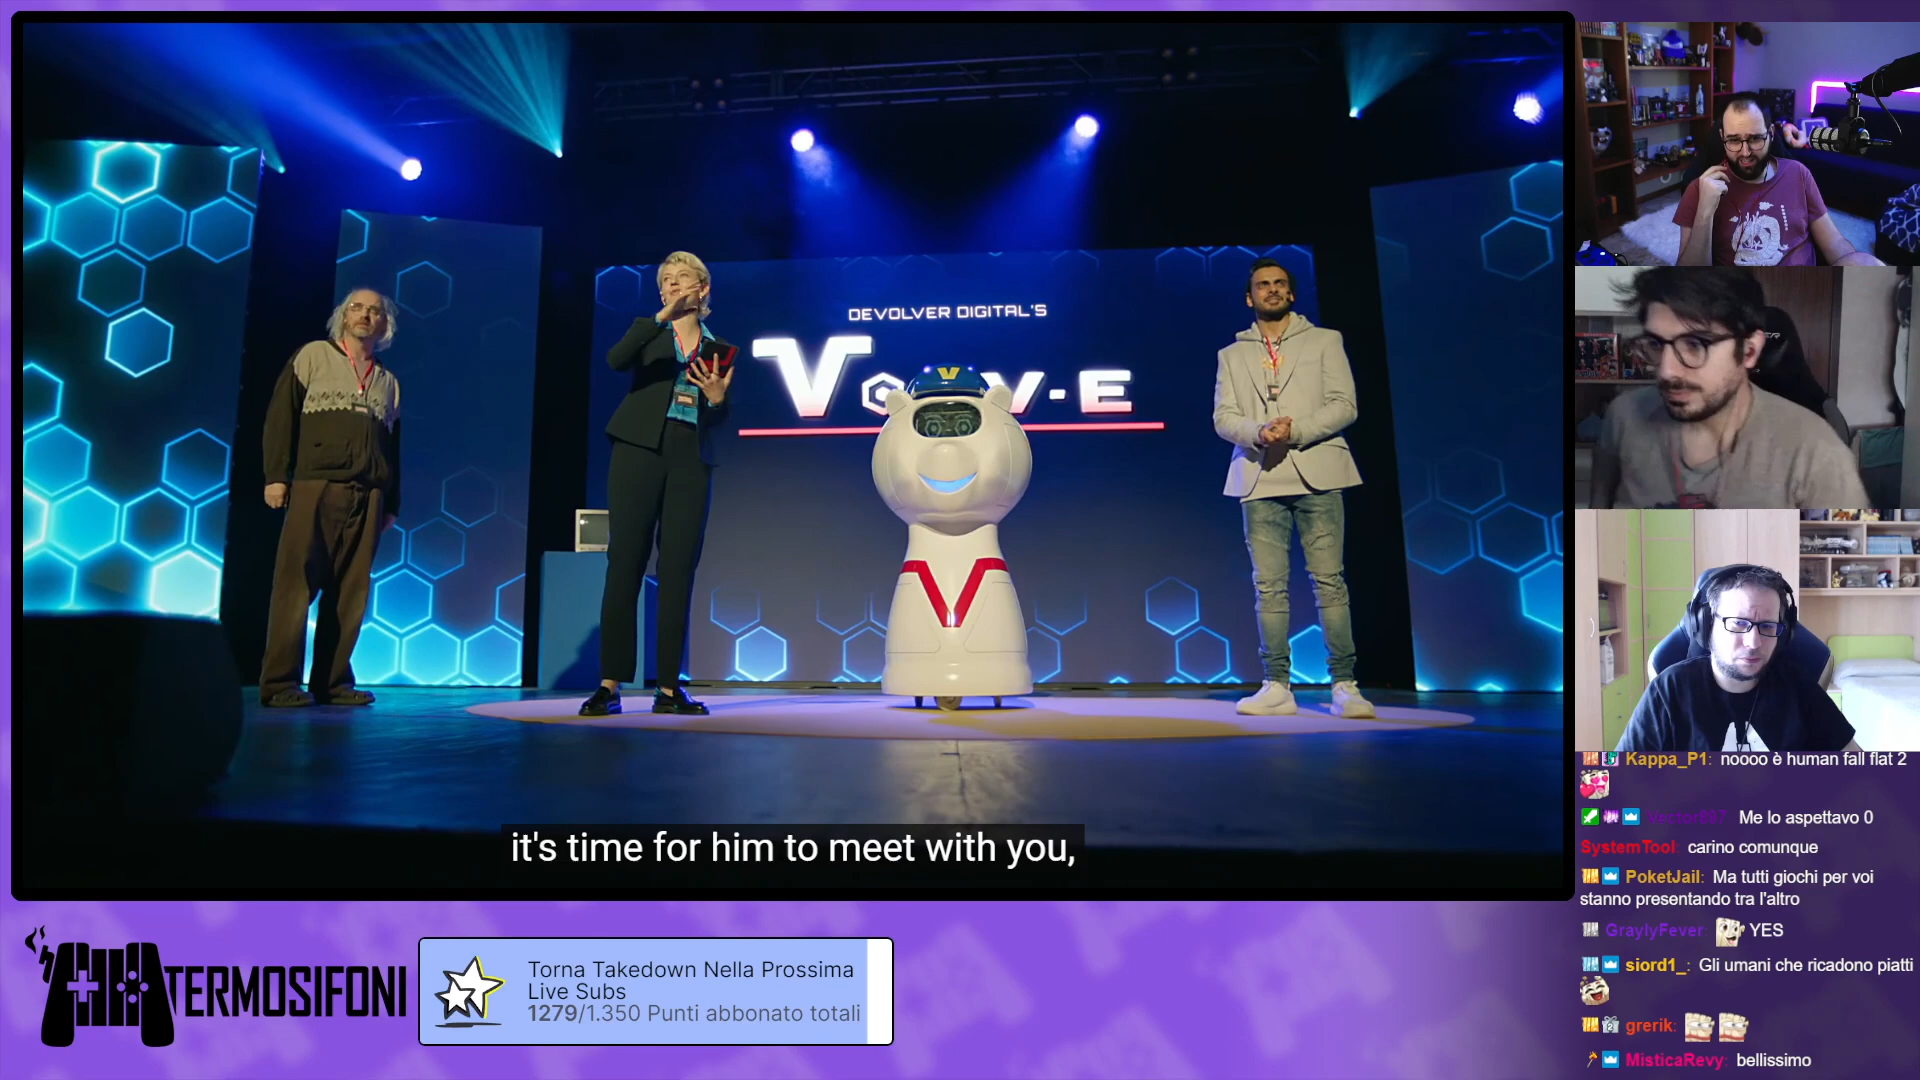 DEVOLVER DIGITAL'S
V V-E
it's time for him to meet with you,
TERMOSIFONI
Torna Takedown Nella Prossima
Live Subs
1279/1.350 Punti abbonato totali
Kappa_P1: noooo è human fall flat 2
Vector897 Me lo aspettavo 0
SystemTool: carino comunque
PoketJail: Ma tutti giochi per voi
stanno presentando tra l'altro
GraylyFever: YES
siord1_: Gli umani che ricadono piatti
grerik:
MisticaRevy: bellissimo